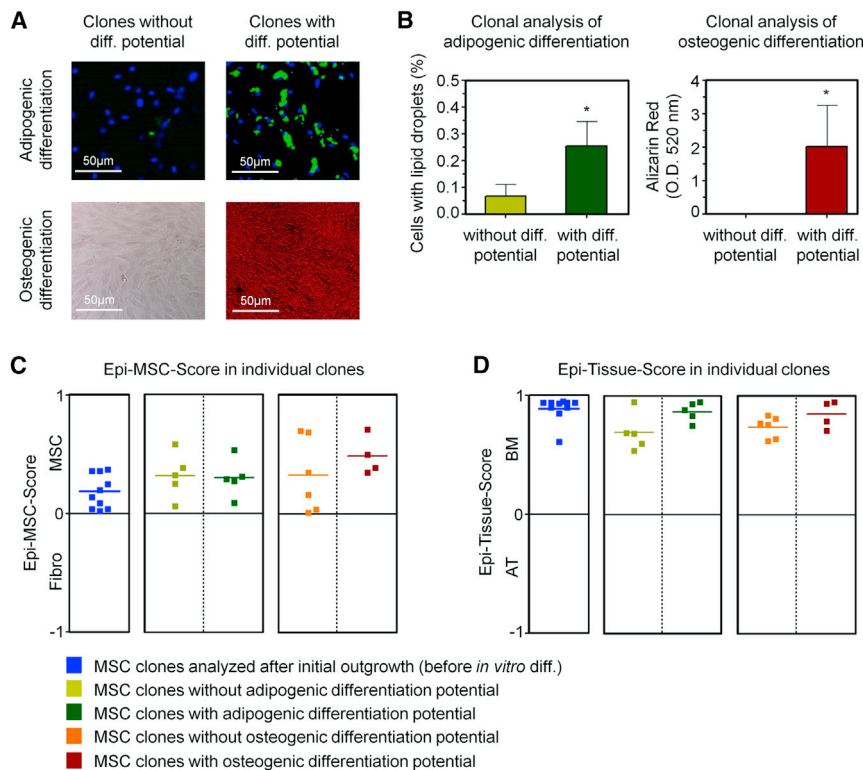 A
Clones without
diff. potential
Clones with
diff. potential
Adipogenic
differentiation
50µm
50µm
Osteogenic
differentiation
50µm
50µm
B
Clonal analysis of
adipogenic differentiation
Cells with lipid droplets (%)
0.5
0.4
0.3
0.2
0.1
0.0
*
without diff.
potential
with diff.
potential
Clonal analysis of
osteogenic differentiation
Alizarin Red
(O.D. 520 nm)
4
3
2
1
0
*
without diff.
potential
with diff.
potential
C
Epi-MSC-Score in individual clones
Epi-MSC-Score
Fibro MSC
1
0
-1
D
Epi-Tissue-Score in individual clones
Epi-Tissue-Score
AT BM
1
0
-1
MSC clones analyzed after initial outgrowth (before in vitro diff.)
MSC clones without adipogenic differentiation potential
MSC clones with adipogenic differentiation potential
MSC clones without osteogenic differentiation potential
MSC clones with osteogenic differentiation potential